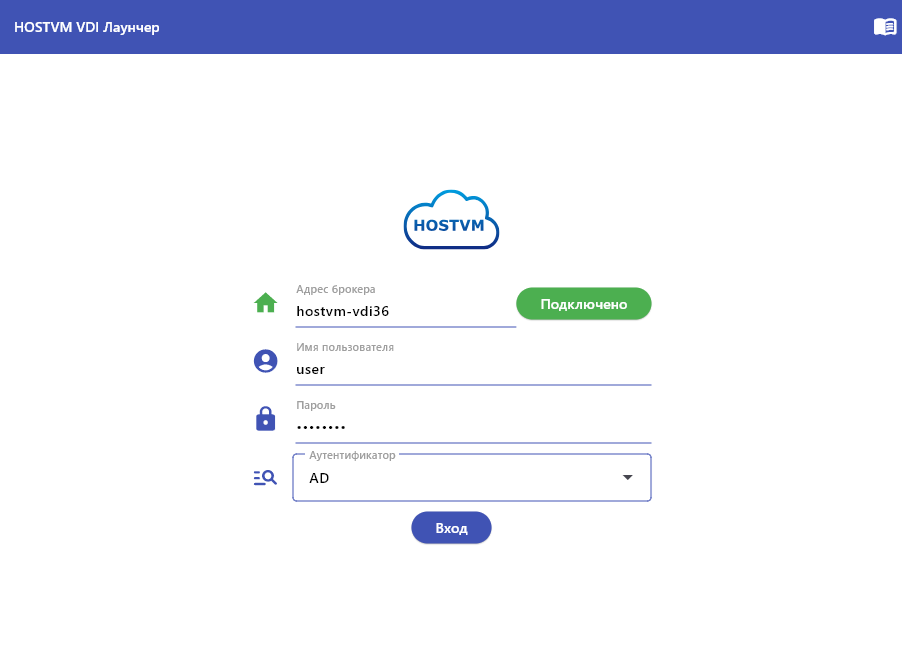 HOSTVM VDI Лаунчер
HOSTVM
Адрес брокера
hostvm-vdi36
Подключено
Имя пользователя
user
Пароль
••••••••
Аутентификатор
AD
Вход